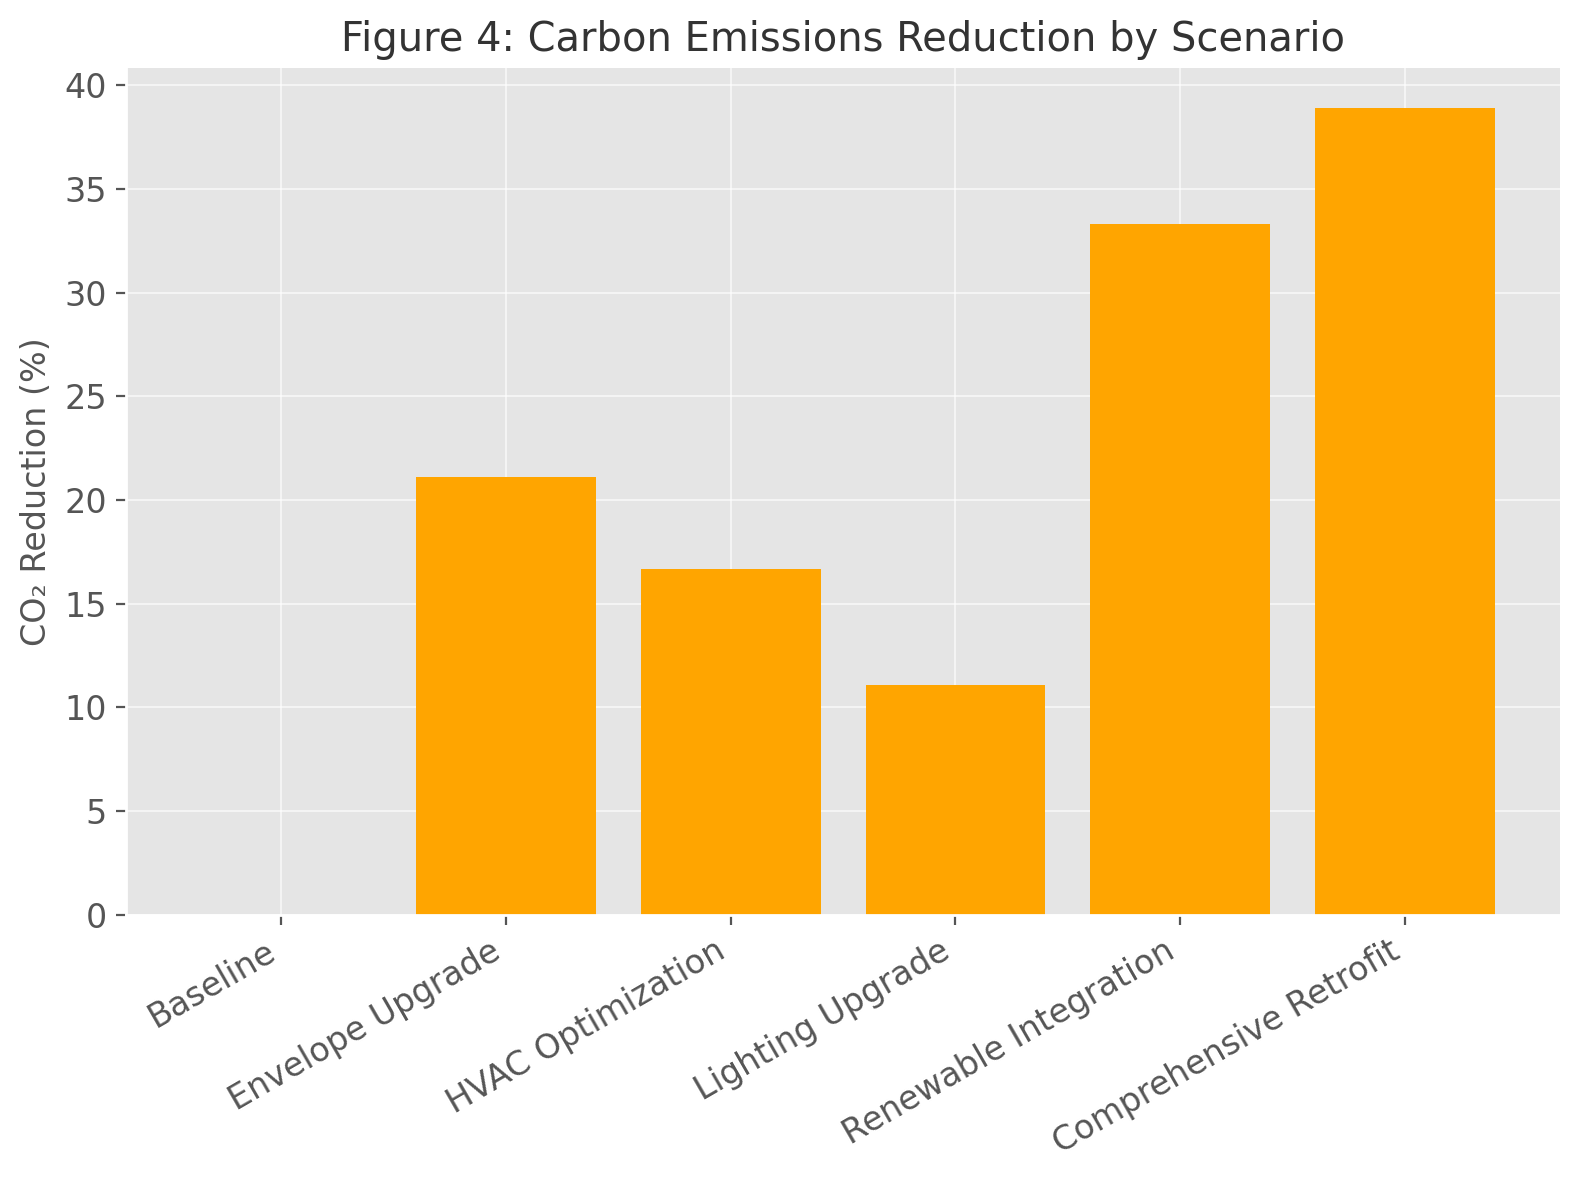 Figure 4: Carbon Emissions Reduction by Scenario
CO₂ Reduction (%)
40
35
30
25
20
15
10
5
0
Baseline
Envelope Upgrade
HVAC Optimization
Lighting Upgrade
Renewable Integration
Comprehensive Retrofit